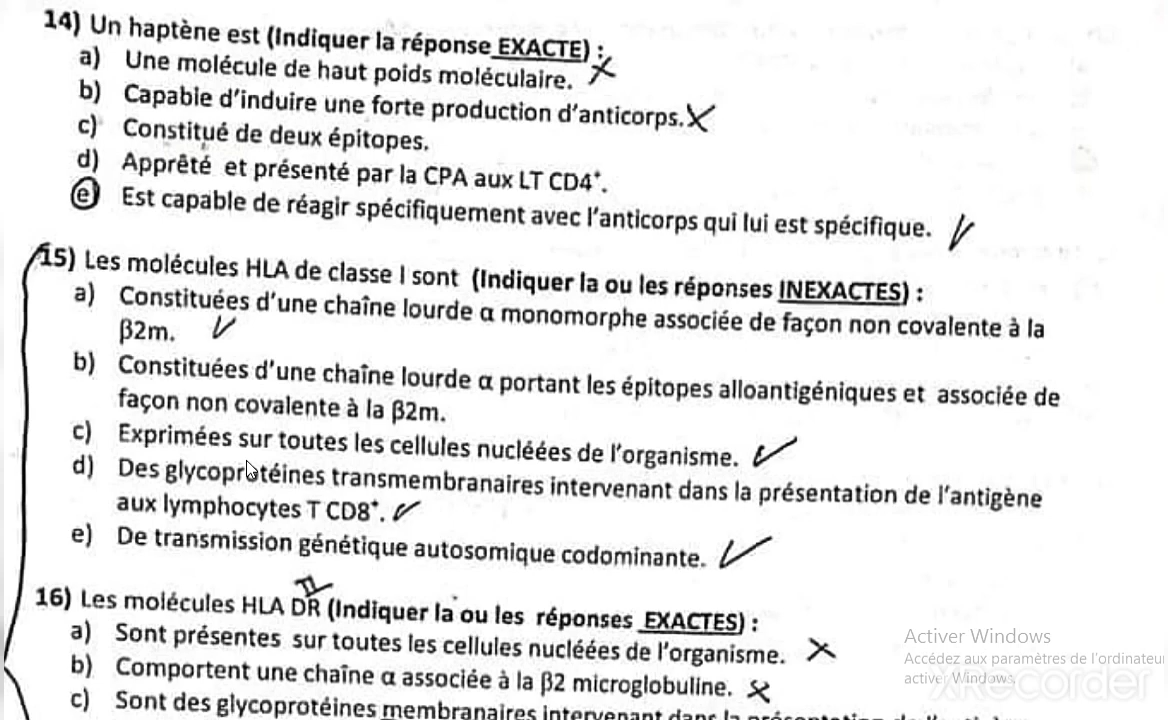 14) Un haptène est (Indiquer la réponse EXACTE) :
a) Une molécule de haut poids moléculaire.
b) Capable d'induire une forte production d'anticorps.
c) Constitué de deux épitopes.
d) Apprêté et présenté par la CPA aux LT CD4⁺.
e) Est capable de réagir spécifiquement avec l'anticorps qui lui est spécifique.
15) Les molécules HLA de classe I sont (Indiquer la ou les réponses INEXACTES) :
a) Constituées d'une chaîne lourde α monomorphe associée de façon non covalente à la
β2m.
b) Constituées d'une chaîne lourde α portant les épitopes alloantigéniques et associée de
façon non covalente à la β2m.
c) Exprimées sur toutes les cellules nucléées de l'organisme.
d) Des glycoprotéines transmembranaires intervenant dans la présentation de l'antigène
aux lymphocytes T CD8⁺.
e) De transmission génétique autosomique codominante.
II
16) Les molécules HLA DR (Indiquer la ou les réponses EXACTES) :
a) Sont présentes sur toutes les cellules nucléées de l'organisme.
b) Comportent une chaîne α associée à la β2 microglobuline.
c) Sont des glycoprotéines membranaires intervenant dans la
Activer Windows
Accédez aux paramètres de l'ordinateu
activer Windows.
XRecorder